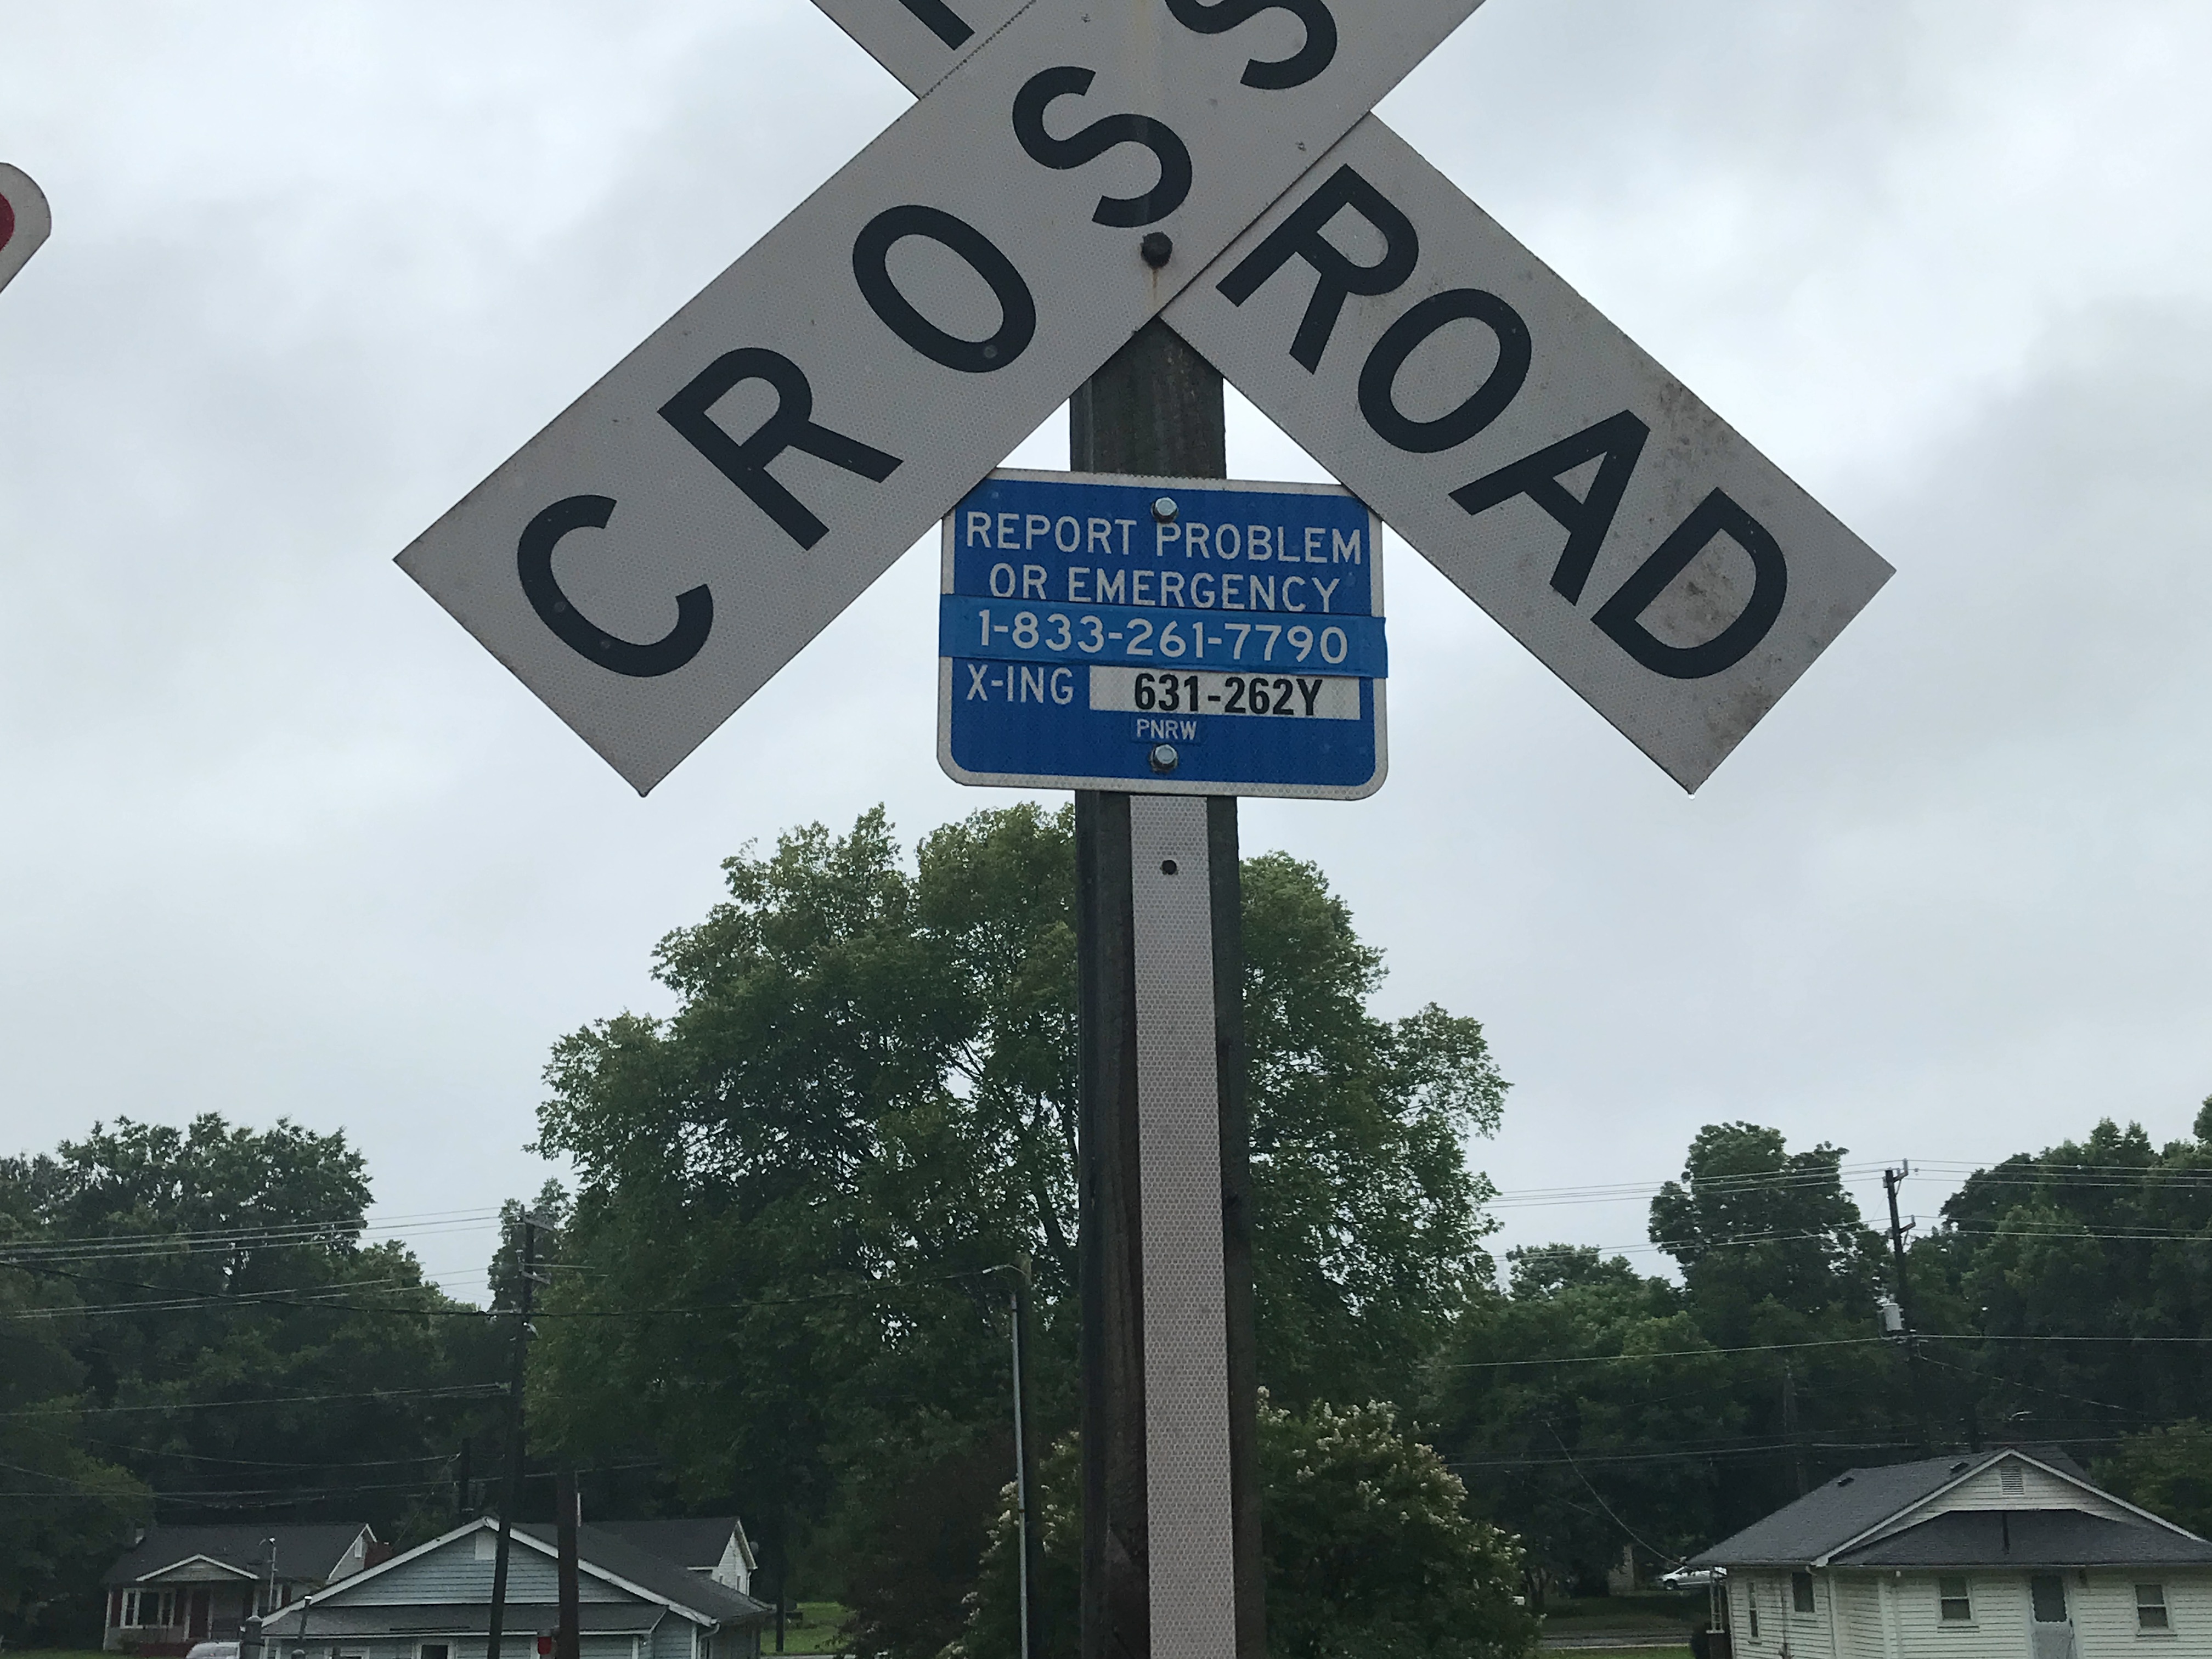 CROSS
ROAD
REPORT PROBLEM
OR EMERGENCY
1-833-261-7790
X-ING 631-262Y
PNRW